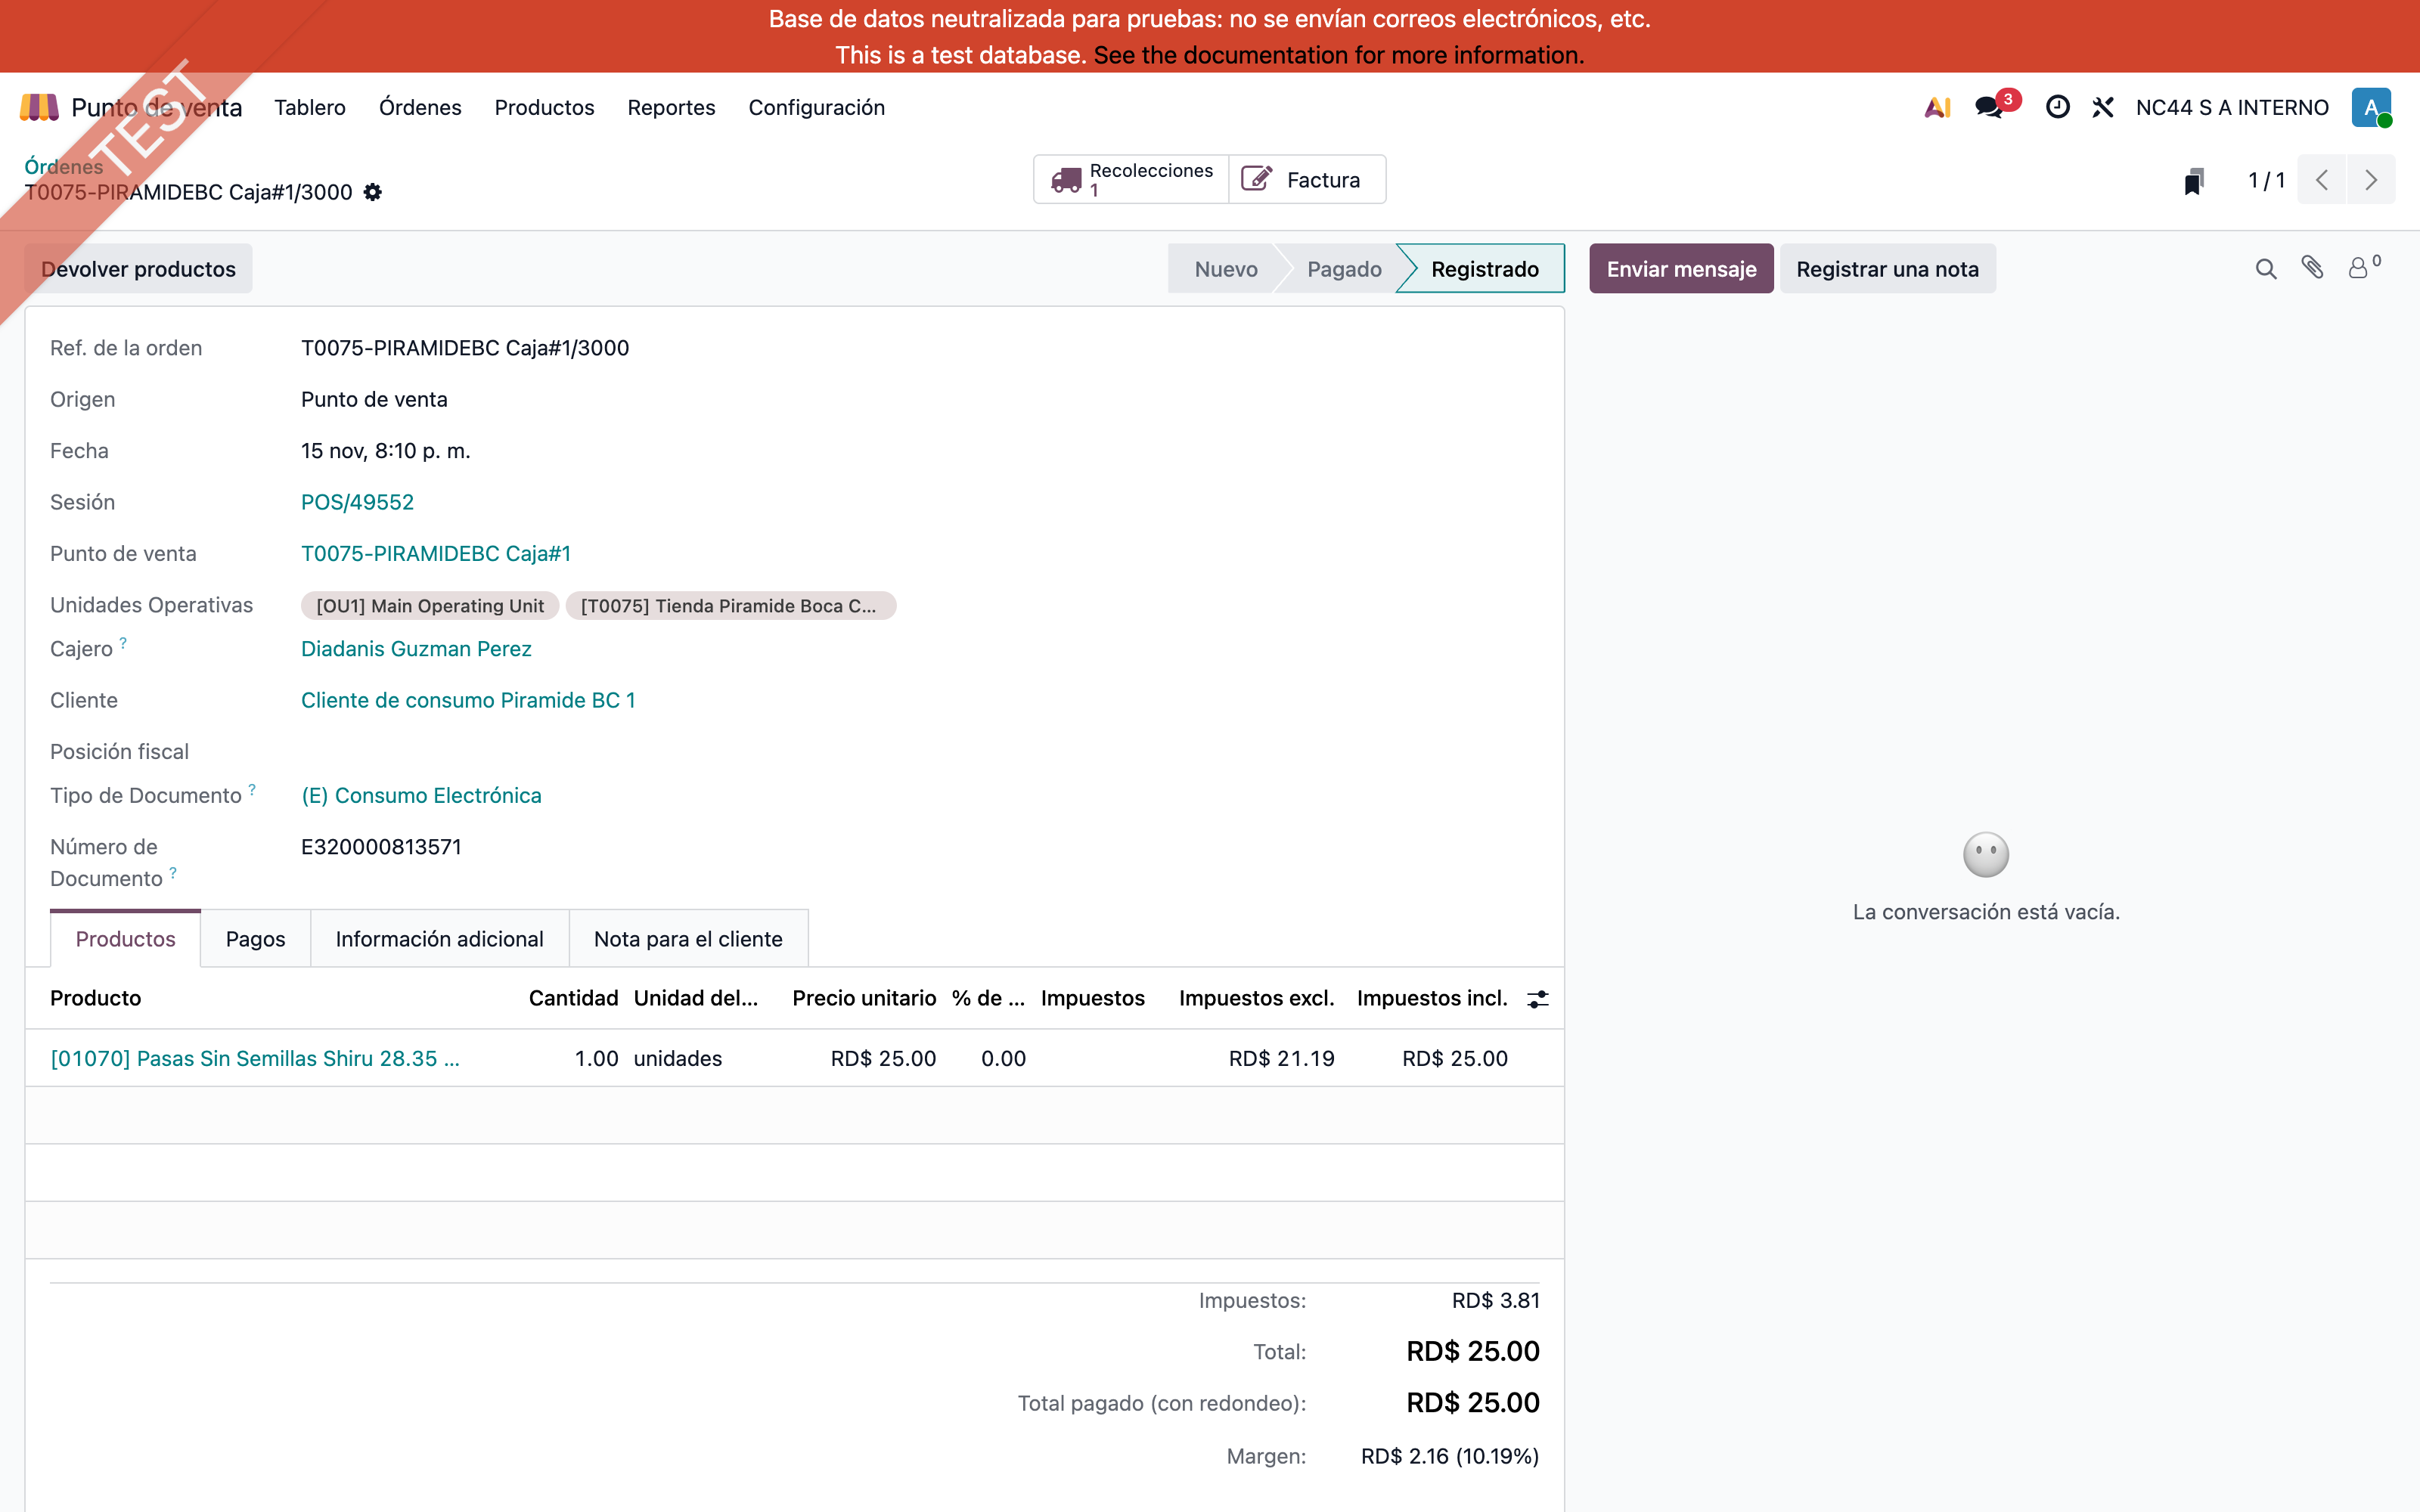 Base de datos neutralizada para pruebas: no se envían correos electrónicos, etc.
This is a test database. See the documentation for more information.
TEST
Punto de venta Tablero Órdenes Productos Reportes Configuración
AI 3 NC44 S A INTERNO A
Órdenes
T0075-PIRAMIDEBC Caja#1/3000
Recolecciones
1
Factura
1 / 1
Devolver productos
Nuevo Pagado Registrado
Enviar mensaje Registrar una nota
0
Ref. de la orden T0075-PIRAMIDEBC Caja#1/3000
Origen Punto de venta
Fecha 15 nov, 8:10 p. m.
Sesión POS/49552
Punto de venta T0075-PIRAMIDEBC Caja#1
Unidades Operativas [OU1] Main Operating Unit [T0075] Tienda Piramide Boca C...
Cajero ? Diadanis Guzman Perez
Cliente Cliente de consumo Piramide BC 1
Posición fiscal
Tipo de Documento ? (E) Consumo Electrónica
Número de
Documento ? E320000813571
Productos Pagos Información adicional Nota para el cliente
Producto Cantidad Unidad del... Precio unitario % de ... Impuestos Impuestos excl. Impuestos incl.
[01070] Pasas Sin Semillas Shiru 28.35 ... 1.00 unidades RD$ 25.00 0.00 RD$ 21.19 RD$ 25.00
Impuestos: RD$ 3.81
Total: RD$ 25.00
Total pagado (con redondeo): RD$ 25.00
Margen: RD$ 2.16 (10.19%)
La conversación está vacía.